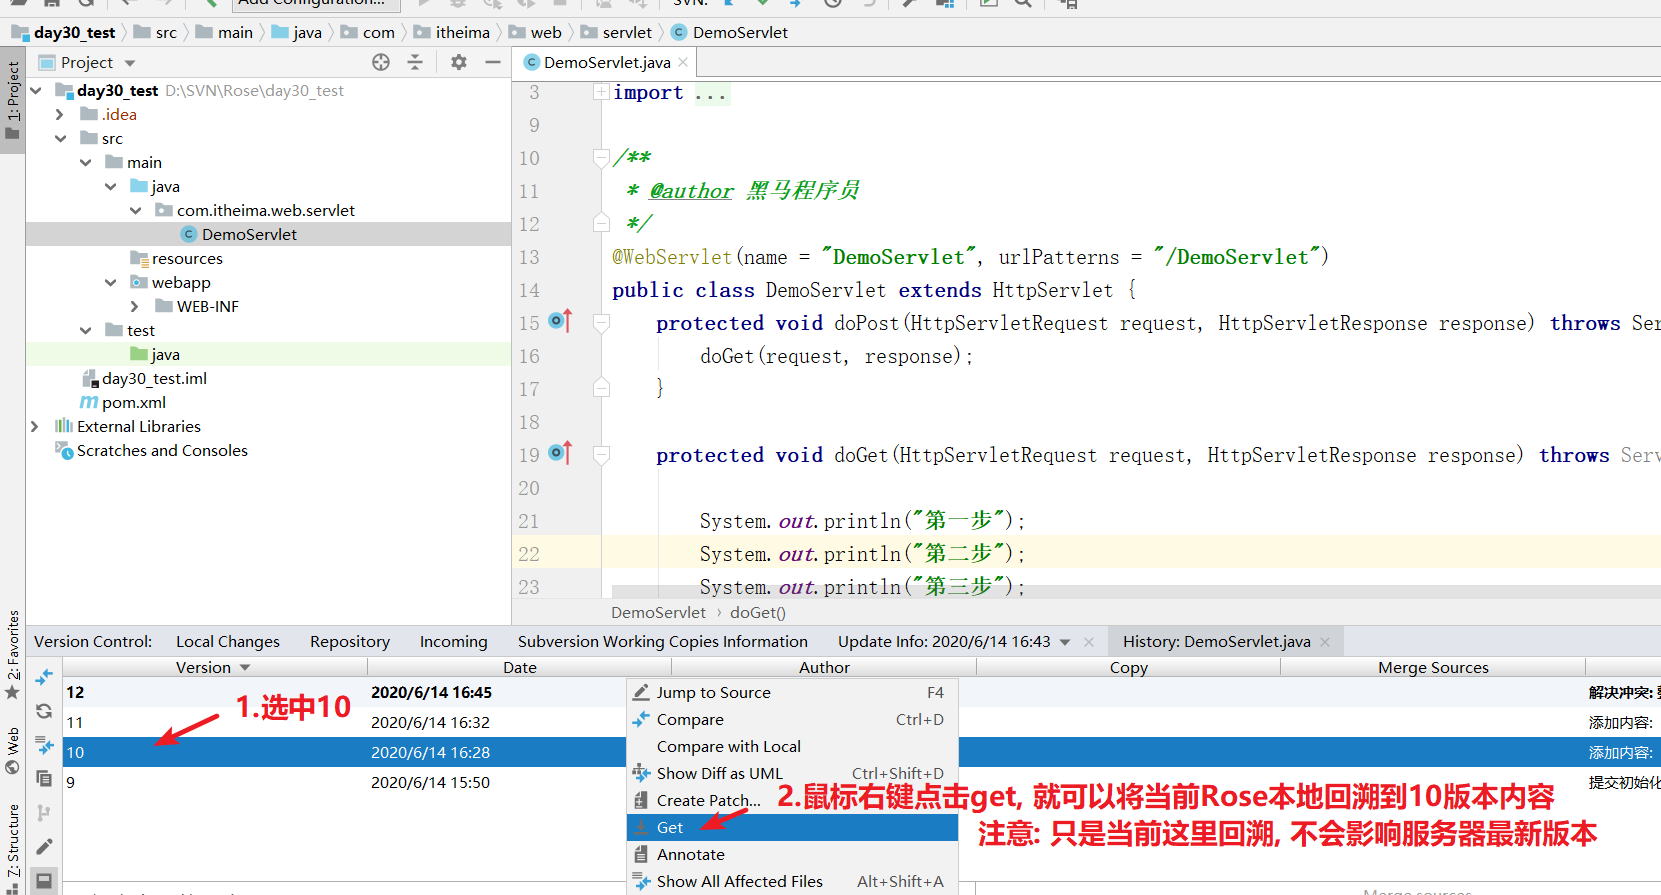 Add Configuration...
SVN:
day30_test src main java com itheima web servlet DemoServlet
1: Project
Project
DemoServlet.java
day30_test D:\SVN\Rose\day30_test
.idea
src
main
java
com.itheima.web.servlet
DemoServlet
resources
webapp
WEB-INF
test
java
day30_test.iml
pom.xml
External Libraries
Scratches and Consoles
3 import ...
9
10 /**
11 * @author 黑马程序员
12 */
13 @WebServlet(name = "DemoServlet", urlPatterns = "/DemoServlet")
14 public class DemoServlet extends HttpServlet {
15 protected void doPost(HttpServletRequest request, HttpServletResponse response) throws Ser
16 doGet(request, response);
17 }
18
19 protected void doGet(HttpServletRequest request, HttpServletResponse response) throws Serv
20
21 System.out.println("第一步");
22 System.out.println("第二步");
23 System.out.println("第三步");
DemoServlet › doGet()
2: Favorites
Web
7: Structure
Version Control: Local Changes Repository Incoming Subversion Working Copies Information Update Info: 2020/6/14 16:43 History: DemoServlet.java
Version Date Author Copy Merge Sources
12 2020/6/14 16:45 解决冲突:
11 2020/6/14 16:32 添加内容:
10 2020/6/14 16:28 添加内容:
9 2020/6/14 15:50 提交初始化
1.选中10
Jump to Source F4
Compare Ctrl+D
Compare with Local
Show Diff as UML Ctrl+Shift+D
Create Patch...
Get
Annotate
Show All Affected Files Alt+Shift+A
2.鼠标右键点击get, 就可以将当前Rose本地回溯到10版本内容
注意: 只是当前这里回溯, 不会影响服务器最新版本
Merge sources